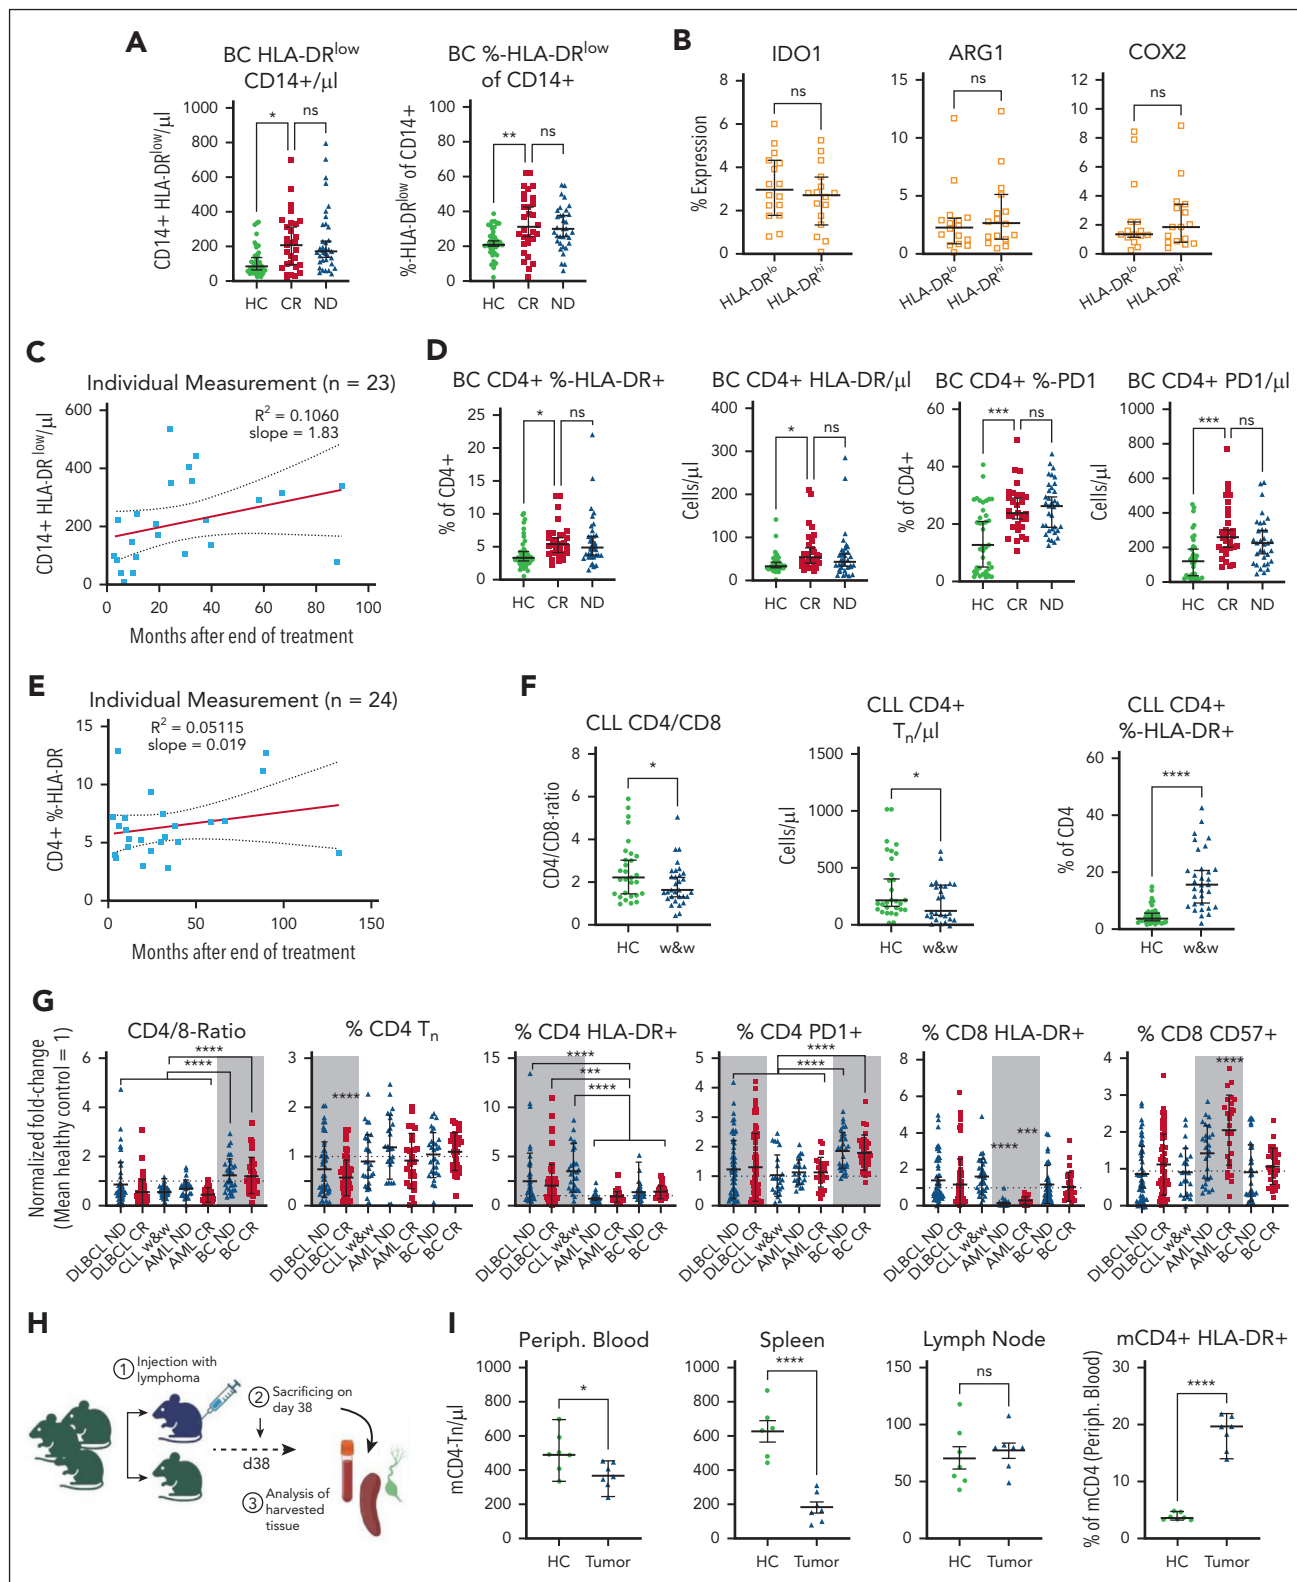 A
BC HLA-DRlow
CD14+/μl
CD14+ HLA-DRlow/μl
1000
800
600
400
200
0
*
ns
HC
CR
ND
BC %-HLA-DRlow
of CD14+
%-HLA-DRlow of CD14+
100
80
60
40
20
0
**
ns
HC
CR
ND
B
IDO1
% Expression
8
6
4
2
0
ns
HLA-DRlo
HLA-DRhi
ARG1
15
10
5
0
ns
HLA-DRlo
HLA-DRhi
COX2
12
10
8
6
4
2
0
ns
HLA-DRlo
HLA-DRhi
C
Individual Measurement (n = 23)
R2 = 0.1060
slope = 1.83
CD14+ HLA-DR low/μl
600
400
200
0
0
20
40
60
80
100
Months after end of treatment
D
BC CD4+ %-HLA-DR+
% of CD4+
25
20
15
10
5
0
*
ns
HC
CR
ND
BC CD4+ HLA-DR/μl
Cells/μl
400
300
200
100
0
*
ns
HC
CR
ND
BC CD4+ %-PD1
% of CD4+
60
40
20
0
***
ns
HC
CR
ND
BC CD4+ PD1/μl
Cells/μl
1000
800
600
400
200
0
***
ns
HC
CR
ND
E
Individual Measurement (n = 24)
R2 = 0.05115
slope = 0.019
CD4+ %-HLA-DR
15
10
5
0
0
50
100
150
Months after end of treatment
F
CLL CD4/CD8
CD4/CD8-ratio
8
6
4
2
0
*
HC
w&w
CLL CD4+
Tn/μl
Cells/μl
1500
1000
500
0
*
HC
w&w
CLL CD4+
%-HLA-DR+
% of CD4
60
40
20
0
****
HC
w&w
G
Normalized fold-change
(Mean healthy control = 1)
CD4/8-Ratio
6
4
2
1
0
****
****
DLBCL ND
DLBCL CR
CLL w&w
AML ND
AML CR
BC ND
BC CR
% CD4 Tn
3
2
1
0
****
DLBCL ND
DLBCL CR
CLL w&w
AML ND
AML CR
BC ND
BC CR
% CD4 HLA-DR+
15
10
5
1
0
****
***
****
DLBCL ND
DLBCL CR
CLL w&w
AML ND
AML CR
BC ND
BC CR
% CD4 PD1+
5
4
3
2
1
0
****
****
DLBCL ND
DLBCL CR
CLL w&w
AML ND
AML CR
BC ND
BC CR
% CD8 HLA-DR+
8
6
4
2
1
0
****
***
DLBCL ND
DLBCL CR
CLL w&w
AML ND
AML CR
BC ND
BC CR
% CD8 CD57+
4
3
2
1
0
****
DLBCL ND
DLBCL CR
CLL w&w
AML ND
AML CR
BC ND
BC CR
H
1 Injection with
lymphoma
2 Sacrificing on
day 38
d38
3 Analysis of
harvested
tissue
I
Periph. Blood
mCD4-Tn/μl
1000
800
600
400
200
0
*
HC
Tumor
Spleen
1000
800
600
400
200
0
****
HC
Tumor
Lymph Node
150
100
50
0
ns
HC
Tumor
mCD4+ HLA-DR+
% of mCD4 (Periph. Blood)
30
20
10
0
****
HC
Tumor